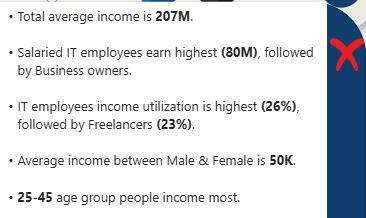 • Total average income is 207M.
• Salaried IT employees earn highest (80M), followed
by Business owners.
• IT employees income utilization is highest (26%),
followed by Freelancers (23%).
• Average income between Male & Female is 50K.
• 25-45 age group people income most.